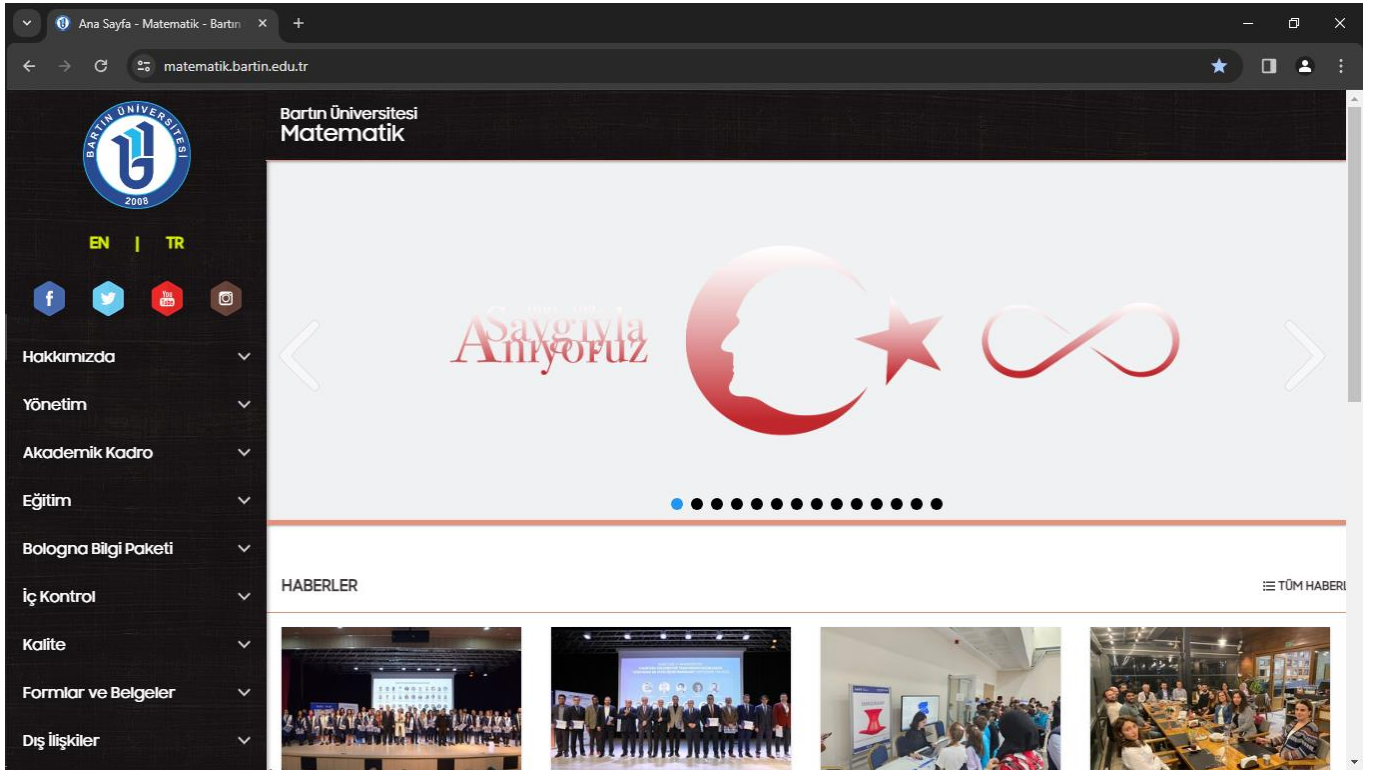 Ana Sayfa - Matematik - Bartın
matematik.bartin.edu.tr
BARTIN ÜNİVERSİTESİ
2008
EN | TR
You
Tube
Hakkımızda
Yönetim
Akademik Kadro
Eğitim
Bologna Bilgi Paketi
İç Kontrol
Kalite
Formlar ve Belgeler
Dış İlişkiler
Bartın Üniversitesi
Matematik
Saygıyla
Anıyoruz
HABERLER
TÜM HABERL